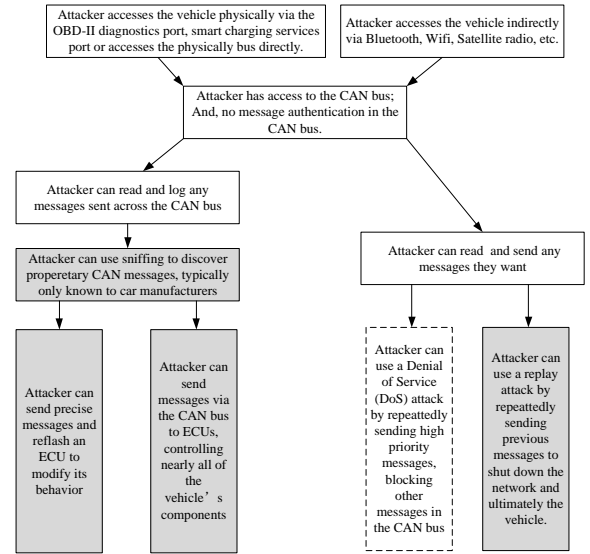 Attacker accesses the vehicle physically via the
OBD-II diagnostics port, smart charging services
port or accesses the physically bus directly.
Attacker accesses the vehicle indirectly
via Bluetooth, Wifi, Satellite radio, etc.
Attacker has access to the CAN bus;
And, no message authentication in the
CAN bus.
Attacker can read and log any
messages sent across the CAN bus
Attacker can use sniffing to discover
properetary CAN messages, typically
only known to car manufacturers
Attacker can read and send any
messages they want
Attacker can
send precise
messages and
reflash an
ECU to
modify its
behavior
Attacker can
send
messages via
the CAN bus
to ECUs,
controlling
nearly all of
the
vehicle’s
components
Attacker can
use a Denial
of Service
(DoS) attack
by repeattedly
sending high
priority
messages,
blocking
other
messages in
the CAN bus
Attacker can
use a replay
attack by
repeattedly
sending
previous
messages to
shut down the
network and
ultimately the
vehicle.